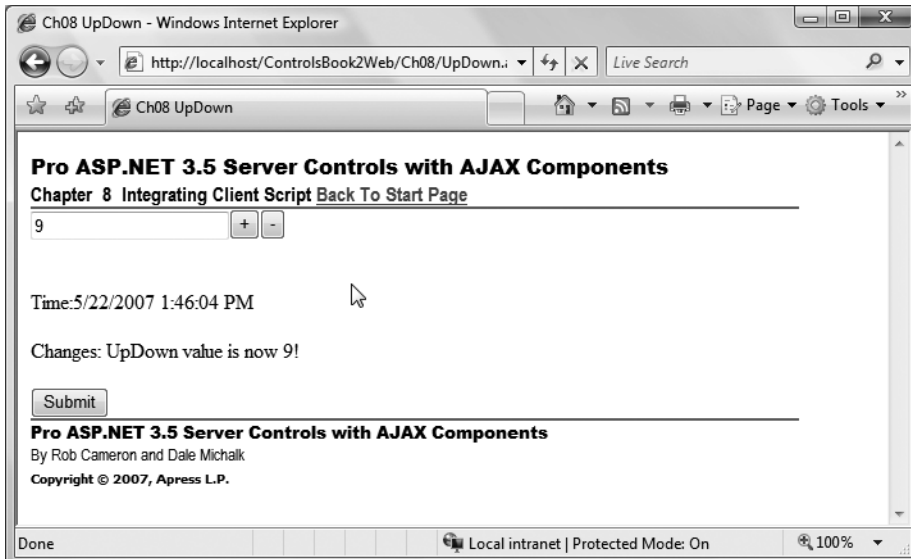 Ch08 UpDown - Windows Internet Explorer
http://localhost/ControlsBook2Web/Ch08/UpDown.a
Live Search
Ch08 UpDown
Page
Tools
Pro ASP.NET 3.5 Server Controls with AJAX Components
Chapter 8 Integrating Client Script Back To Start Page
9 + -
Time:5/22/2007 1:46:04 PM
Changes: UpDown value is now 9!
Submit
Pro ASP.NET 3.5 Server Controls with AJAX Components
By Rob Cameron and Dale Michalk
Copyright © 2007, Apress L.P.
Done
Local intranet | Protected Mode: On
100%